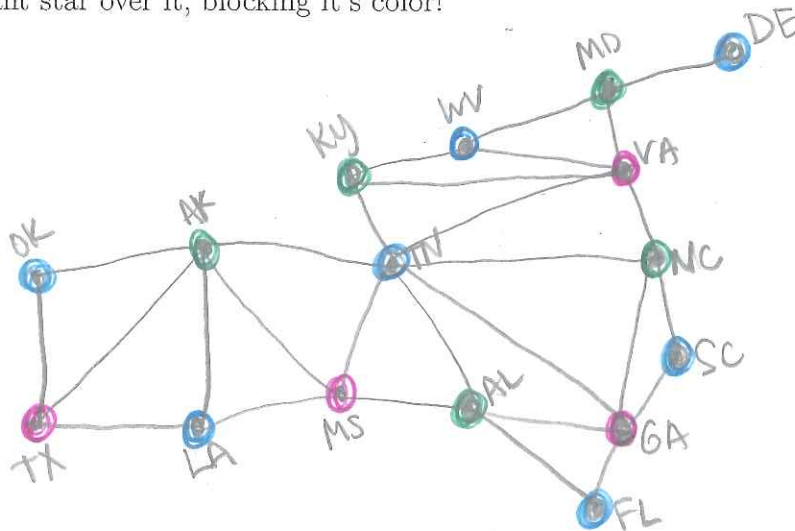 nt star over it, blocking it's color!
DE
MD
WV
KY
VA
AK
OK
TN
NC
SC
AL
MS
GA
LA
TX
FL